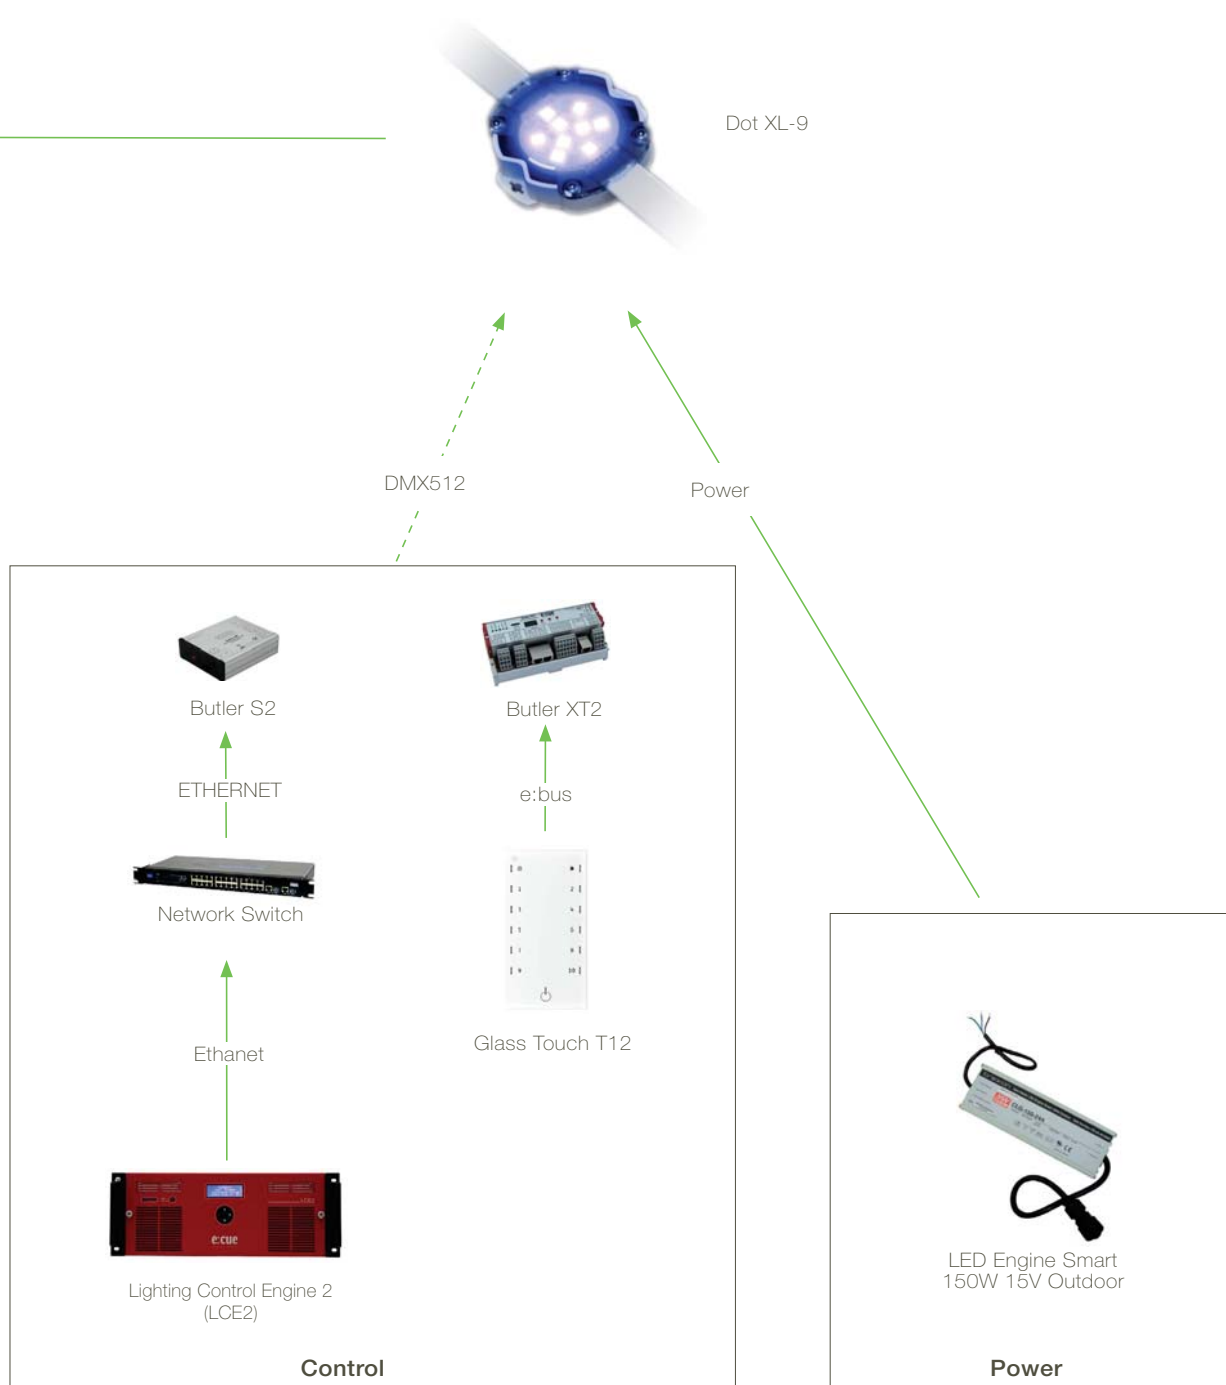 Dot XL-9
DMX512
Power
Butler S2
Butler XT2
ETHERNET
e:bus
Network Switch
Ethanet
Glass Touch T12
e:cue
Lighting Control Engine 2
(LCE2)
LED Engine Smart
150W 15V Outdoor
Control
Power